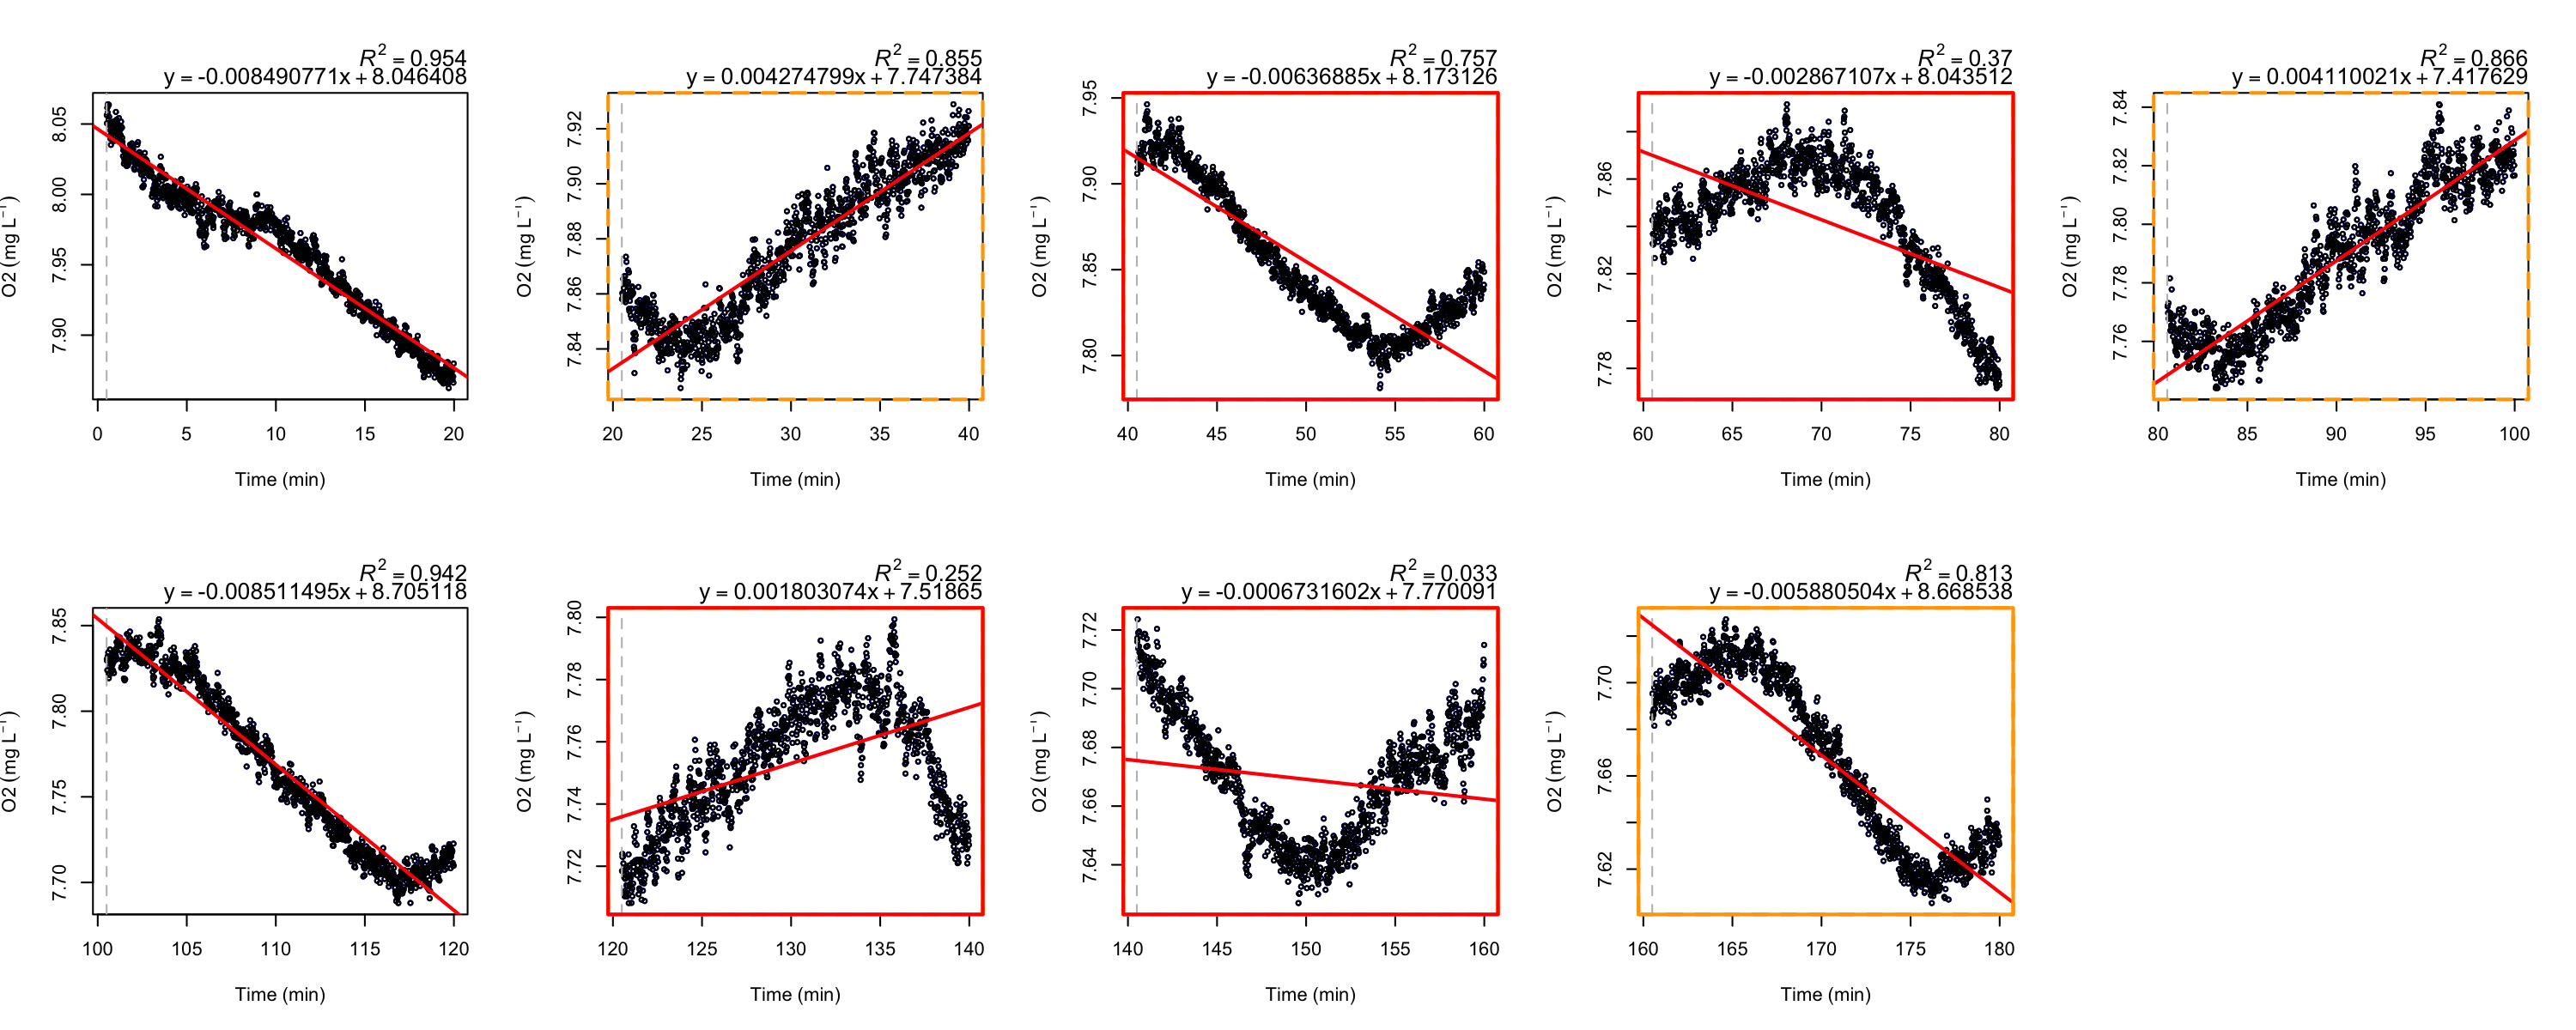 R² = 0.954
y = -0.008490771x + 8.046408
O2 (mg L⁻¹)
7.90 7.95 8.00 8.05
0 5 10 15 20
Time (min)
R² = 0.855
y = 0.004274799x + 7.747384
O2 (mg L⁻¹)
7.84 7.86 7.88 7.90 7.92
20 25 30 35 40
Time (min)
R² = 0.757
y = -0.00636885x + 8.173126
O2 (mg L⁻¹)
7.80 7.85 7.90 7.95
40 45 50 55 60
Time (min)
R² = 0.37
y = -0.002867107x + 8.043512
O2 (mg L⁻¹)
7.78 7.82 7.86
60 65 70 75 80
Time (min)
R² = 0.866
y = 0.004110021x + 7.417629
O2 (mg L⁻¹)
7.76 7.78 7.80 7.82 7.84
80 85 90 95 100
Time (min)
R² = 0.942
y = -0.008511495x + 8.705118
O2 (mg L⁻¹)
7.70 7.75 7.80 7.85
100 105 110 115 120
Time (min)
R² = 0.252
y = 0.001803074x + 7.51865
O2 (mg L⁻¹)
7.72 7.74 7.76 7.78 7.80
120 125 130 135 140
Time (min)
R² = 0.033
y = -0.0006731602x + 7.770091
O2 (mg L⁻¹)
7.64 7.66 7.68 7.70 7.72
140 145 150 155 160
Time (min)
R² = 0.813
y = -0.005880504x + 8.668538
O2 (mg L⁻¹)
7.62 7.66 7.70
160 165 170 175 180
Time (min)